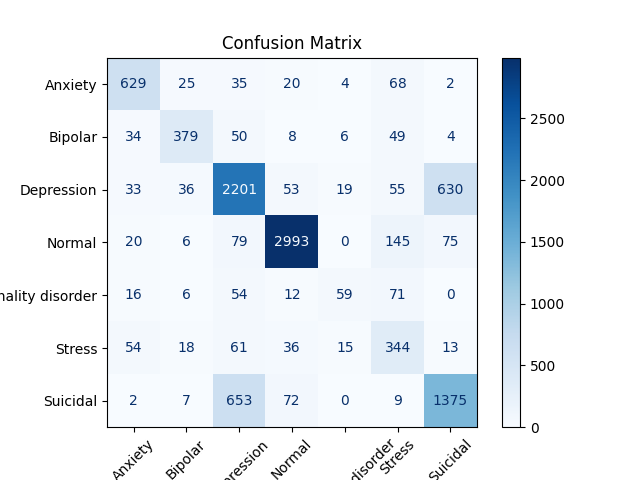 Confusion Matrix
Anxiety 629 25 35 20 4 68 2
Bipolar 34 379 50 8 6 49 4
Depression 33 36 2201 53 19 55 630
Normal 20 6 79 2993 0 145 75
nality disorder 16 6 54 12 59 71 0
Stress 54 18 61 36 15 344 13
Suicidal 2 7 653 72 0 9 1375
Anxiety Bipolar ression Normal disorder Stress Suicidal
2500
2000
1500
1000
500
0